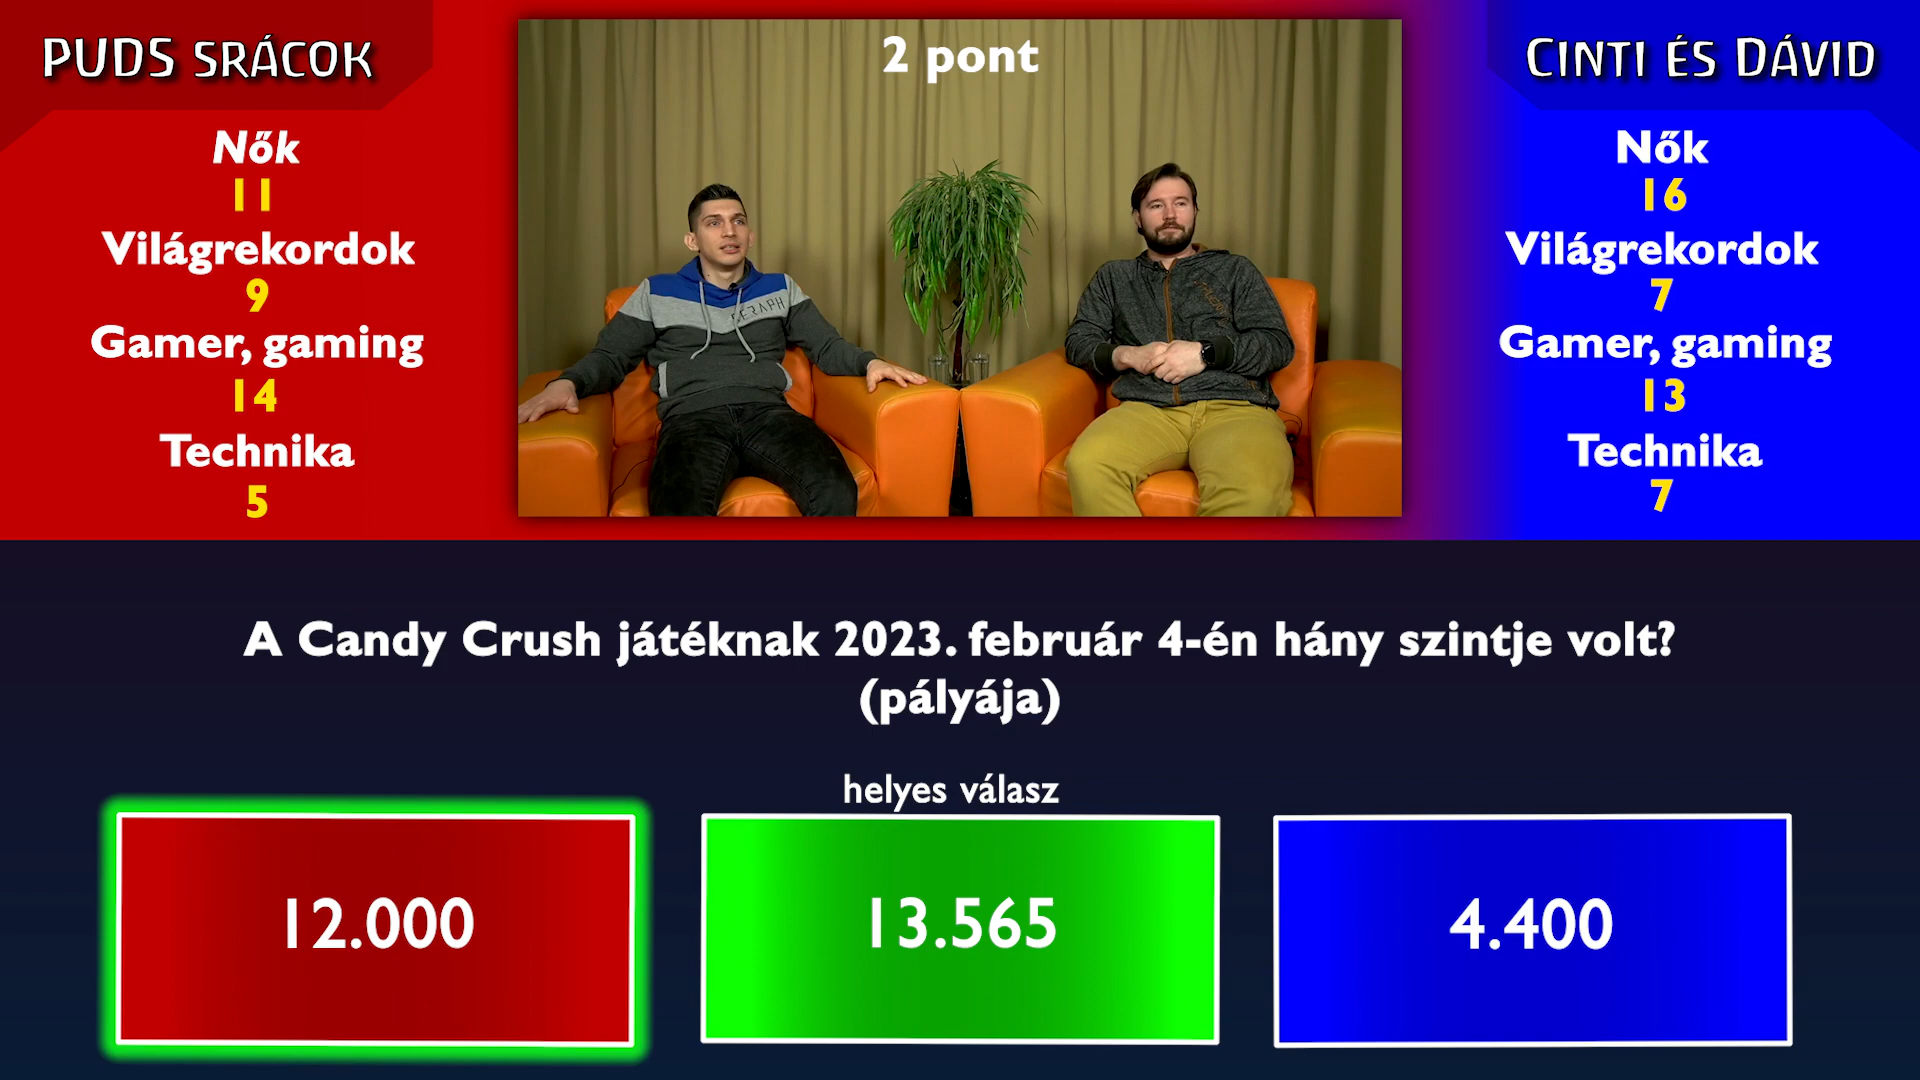 PUDS SRÁCOK
Nők
11
Világrekordok
9
Gamer, gaming
14
Technika
5
2 pont
SERAPH
CINTI ÉS DÁVID
Nők
16
Világrekordok
7
Gamer, gaming
13
Technika
7
A Candy Crush játéknak 2023. február 4-én hány szintje volt?
(pályája)
helyes válasz
12.000
13.565
4.400